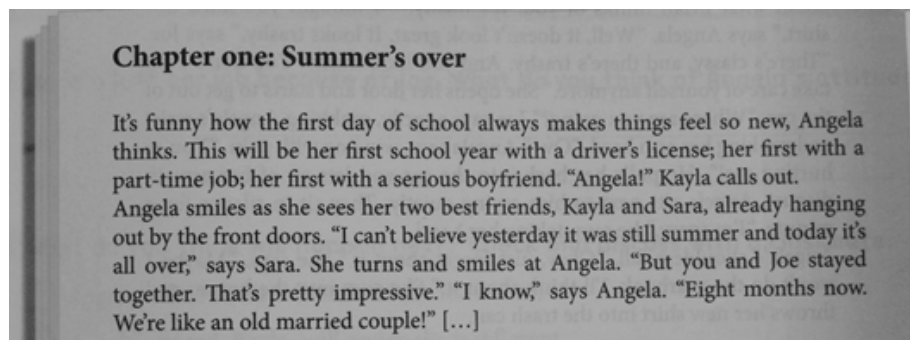 Chapter one: Summer's over
It's funny how the first day of school always makes things feel so new, Angela
thinks. This will be her first school year with a driver's license; her first with a
part-time job; her first with a serious boyfriend. “Angela!” Kayla calls out.
Angela smiles as she sees her two best friends, Kayla and Sara, already hanging
out by the front doors. “I can't believe yesterday it was still summer and today it's
all over,” says Sara. She turns and smiles at Angela. “But you and Joe stayed
together. That's pretty impressive.” “I know,” says Angela. “Eight months now.
We're like an old married couple!” […]